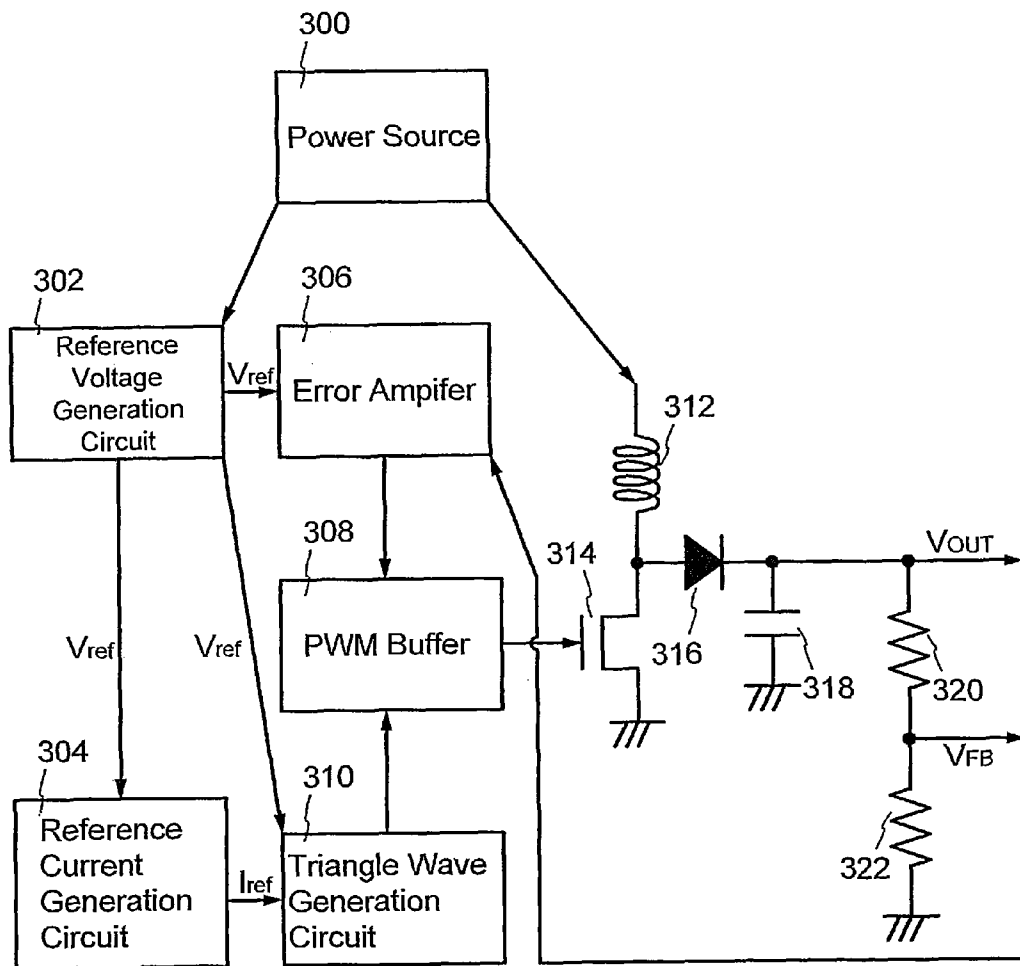 300
Power Source
302
Reference
Voltage
Generation
Circuit
Vref
306
Error Ampifer
312
308
PWM Buffer
314
316
318
VOUT
320
VFB
322
Vref
Vref
304
Reference
Current
Generation
Circuit
Iref
310
Triangle Wave
Generation
Circuit